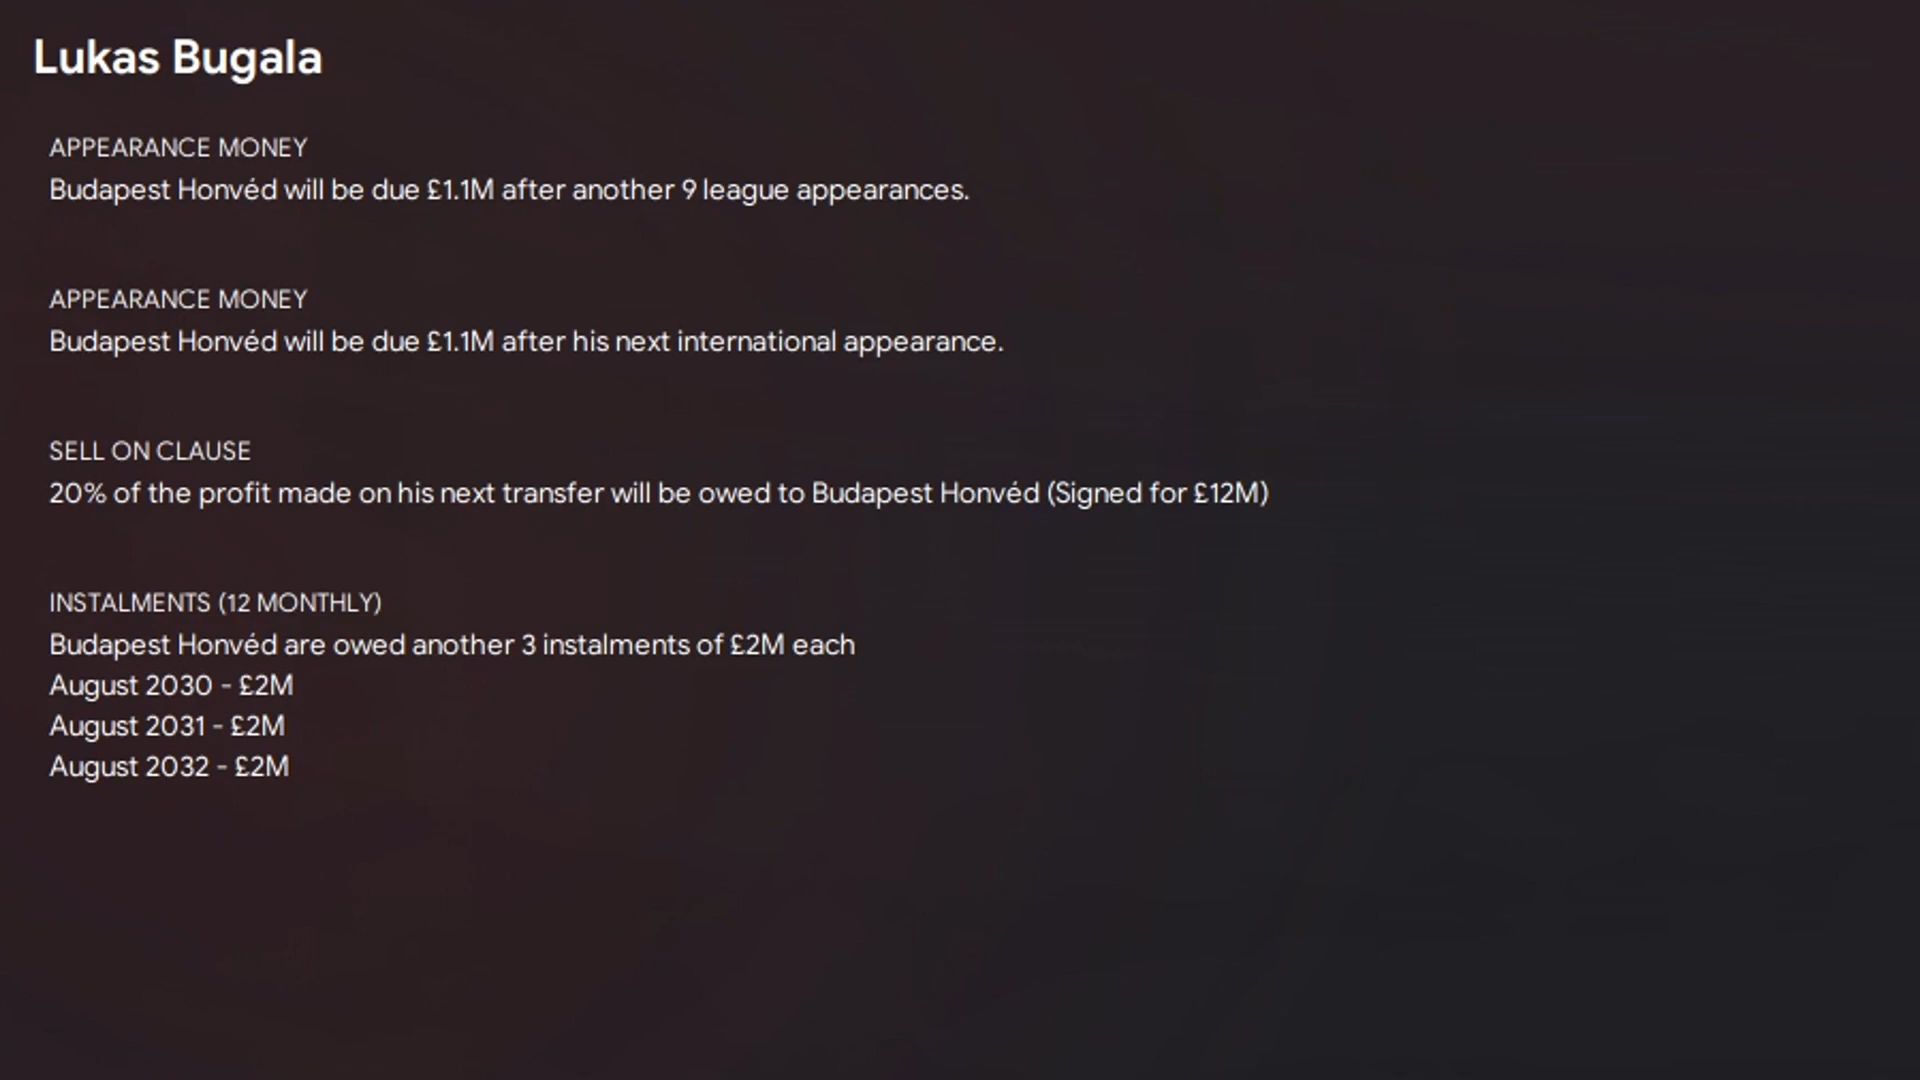 Lukas Bugala
APPEARANCE MONEY
Budapest Honvéd will be due £1.1M after another 9 league appearances.
APPEARANCE MONEY
Budapest Honvéd will be due £1.1M after his next international appearance.
SELL ON CLAUSE
20% of the profit made on his next transfer will be owed to Budapest Honvéd (Signed for £12M)
INSTALMENTS (12 MONTHLY)
Budapest Honvéd are owed another 3 instalments of £2M each
August 2030 - £2M
August 2031 - £2M
August 2032 - £2M